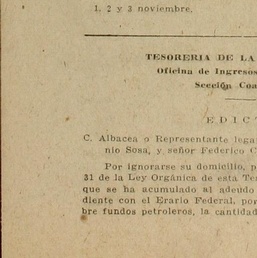 1, 2 y 3 noviembre.
TESORERIA DE LA
Oficina de Ingresos
Sección Coa
EDICT
C. Albacea o Representante lega
nio Sosa, y señor Federico C
Por ignorarse su domicilio, p
31 de la Ley Orgánica de esta Tes
que se ha acumulado al adeudo
diente con el Erario Federal, por
bre fundos petroleros, la cantidad